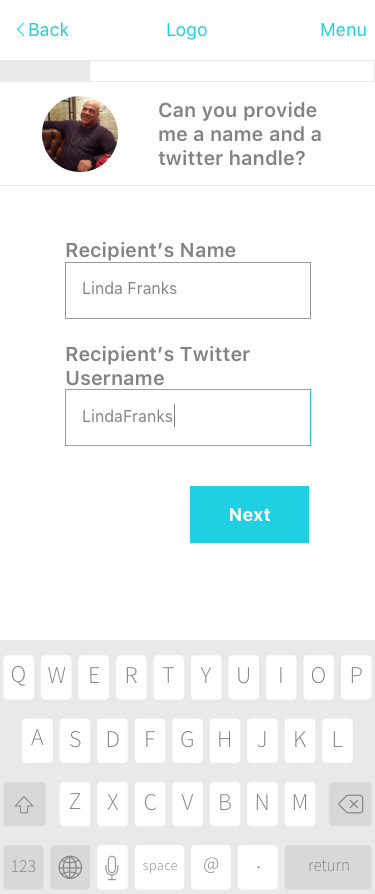 Back Logo Menu
Can you provide
me a name and a
twitter handle?
Recipient's Name
Linda Franks
Recipient's Twitter
Username
LindaFranks
Next
Q W E R T Y U I O P
A S D F G H J K L
Z X C V B N M
123 space @ . return